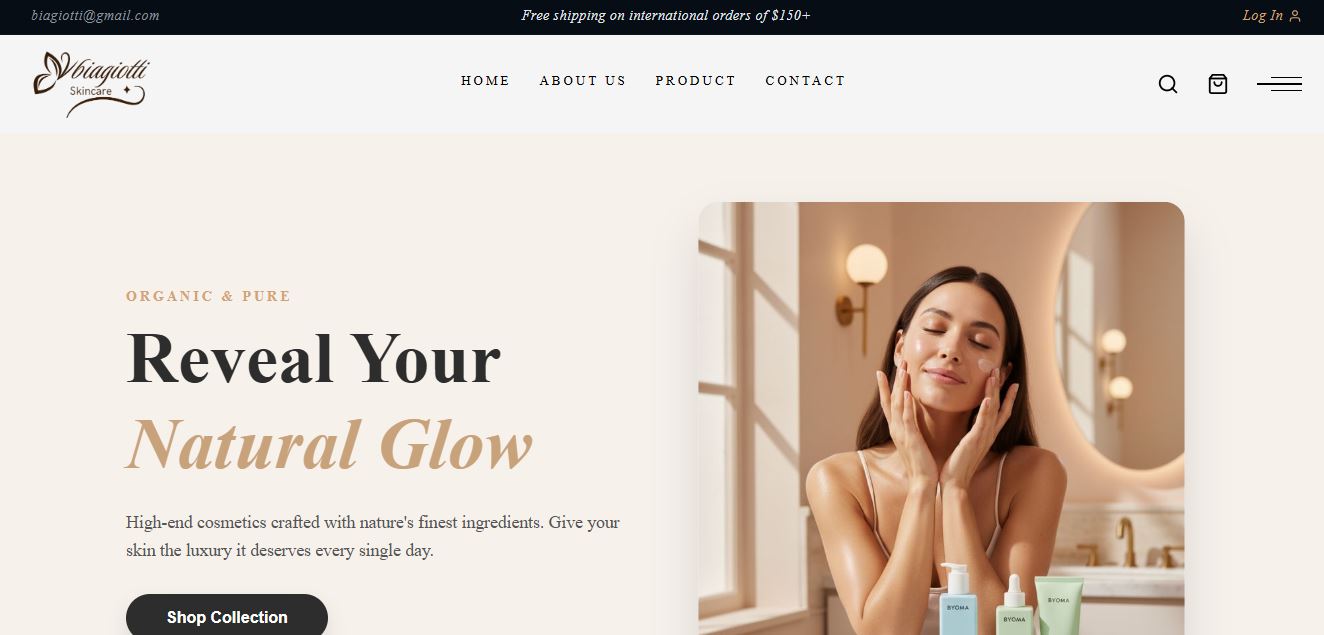 biagiotti@gmail.com
Free shipping on international orders of $150+
Log In
biagiotti
Skincare
HOME
ABOUT US
PRODUCT
CONTACT
ORGANIC & PURE
Reveal Your
Natural Glow
High-end cosmetics crafted with nature's finest ingredients. Give your
skin the luxury it deserves every single day.
Shop Collection
BYOMA
BYOMA
BYOMA